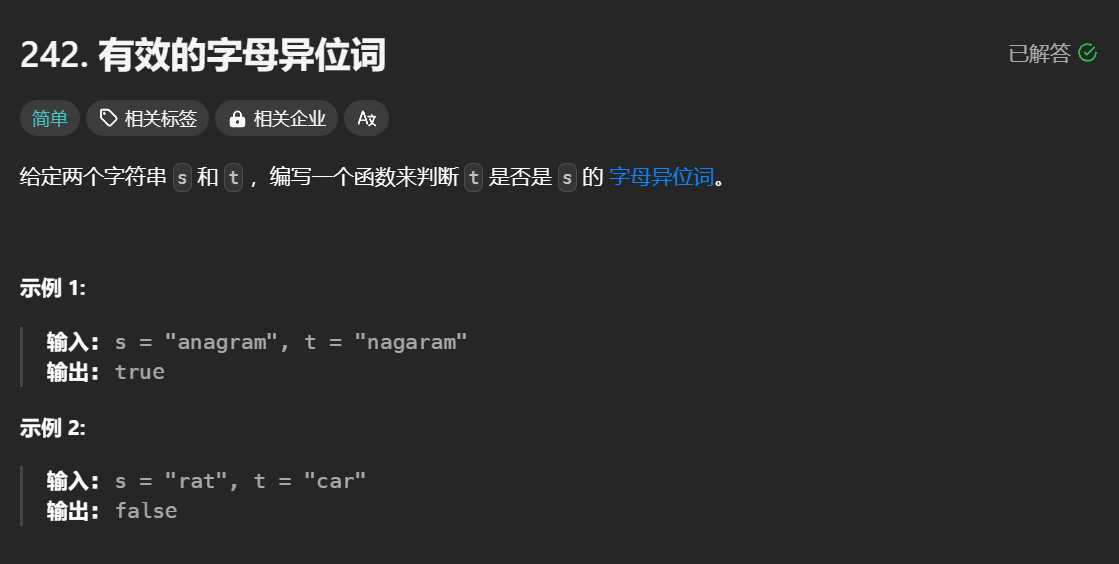 242. 有效的字母异位词
已解答
简单 相关标签 相关企业 Az
给定两个字符串 s 和 t ，编写一个函数来判断 t 是否是 s 的 字母异位词。
示例 1:
输入: s = "anagram", t = "nagaram"
输出: true
示例 2:
输入: s = "rat", t = "car"
输出: false